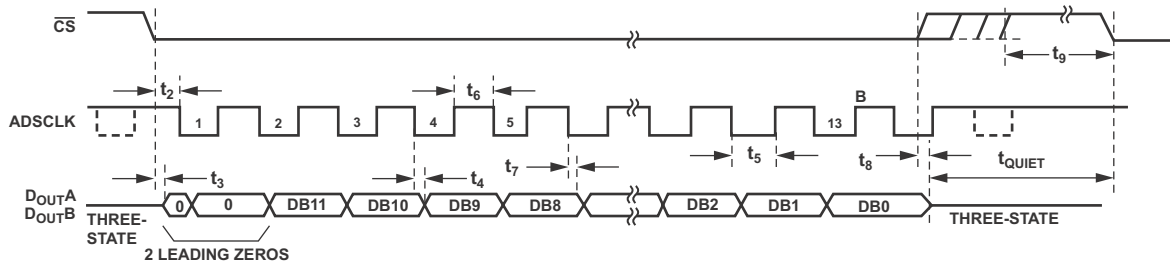 CS
t9
t2
t6
B
ADSCLK
1
2
3
4
5
13
t3
t4
t7
t5
t8
tQUIET
DOUTA
DOUTB
0
0
DB11
DB10
DB9
DB8
DB2
DB1
DB0
THREE-
STATE
THREE-STATE
2 LEADING ZEROS